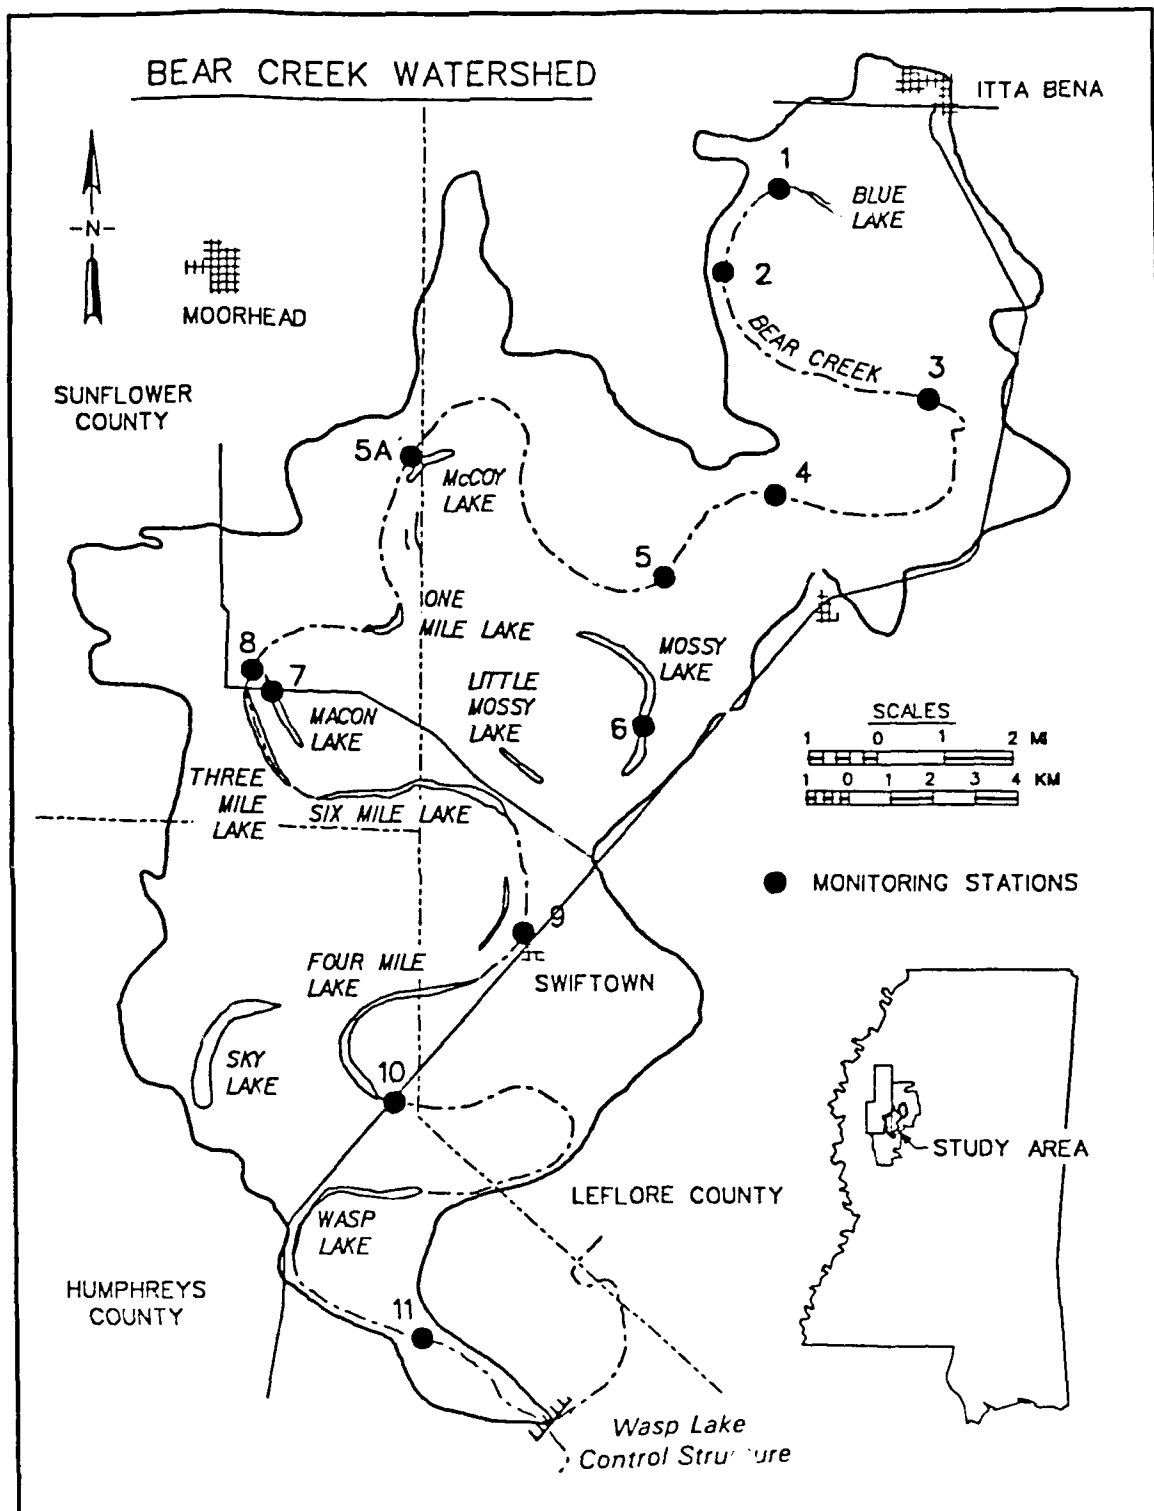 BEAR CREEK WATERSHED
ITTA BENA
1
BLUE
LAKE
-N-
2
MOORHEAD
BEAR CREEK
3
SUNFLOWER
COUNTY
5A
McCOY
LAKE
4
5
ONE
MILE LAKE
8
7
MOSSY
LAKE
LITTLE
MOSSY
LAKE
6
MACON
LAKE
SCALES
1 0 1 2 MI
1 0 1 2 3 4 KM
THREE
MILE
LAKE
SIX MILE LAKE
MONITORING STATIONS
9
FOUR MILE
LAKE
SWIFTOWN
SKY
LAKE
10
STUDY AREA
LEFLORE COUNTY
WASP
LAKE
HUMPHREYS
COUNTY
11
Wasp Lake
Control